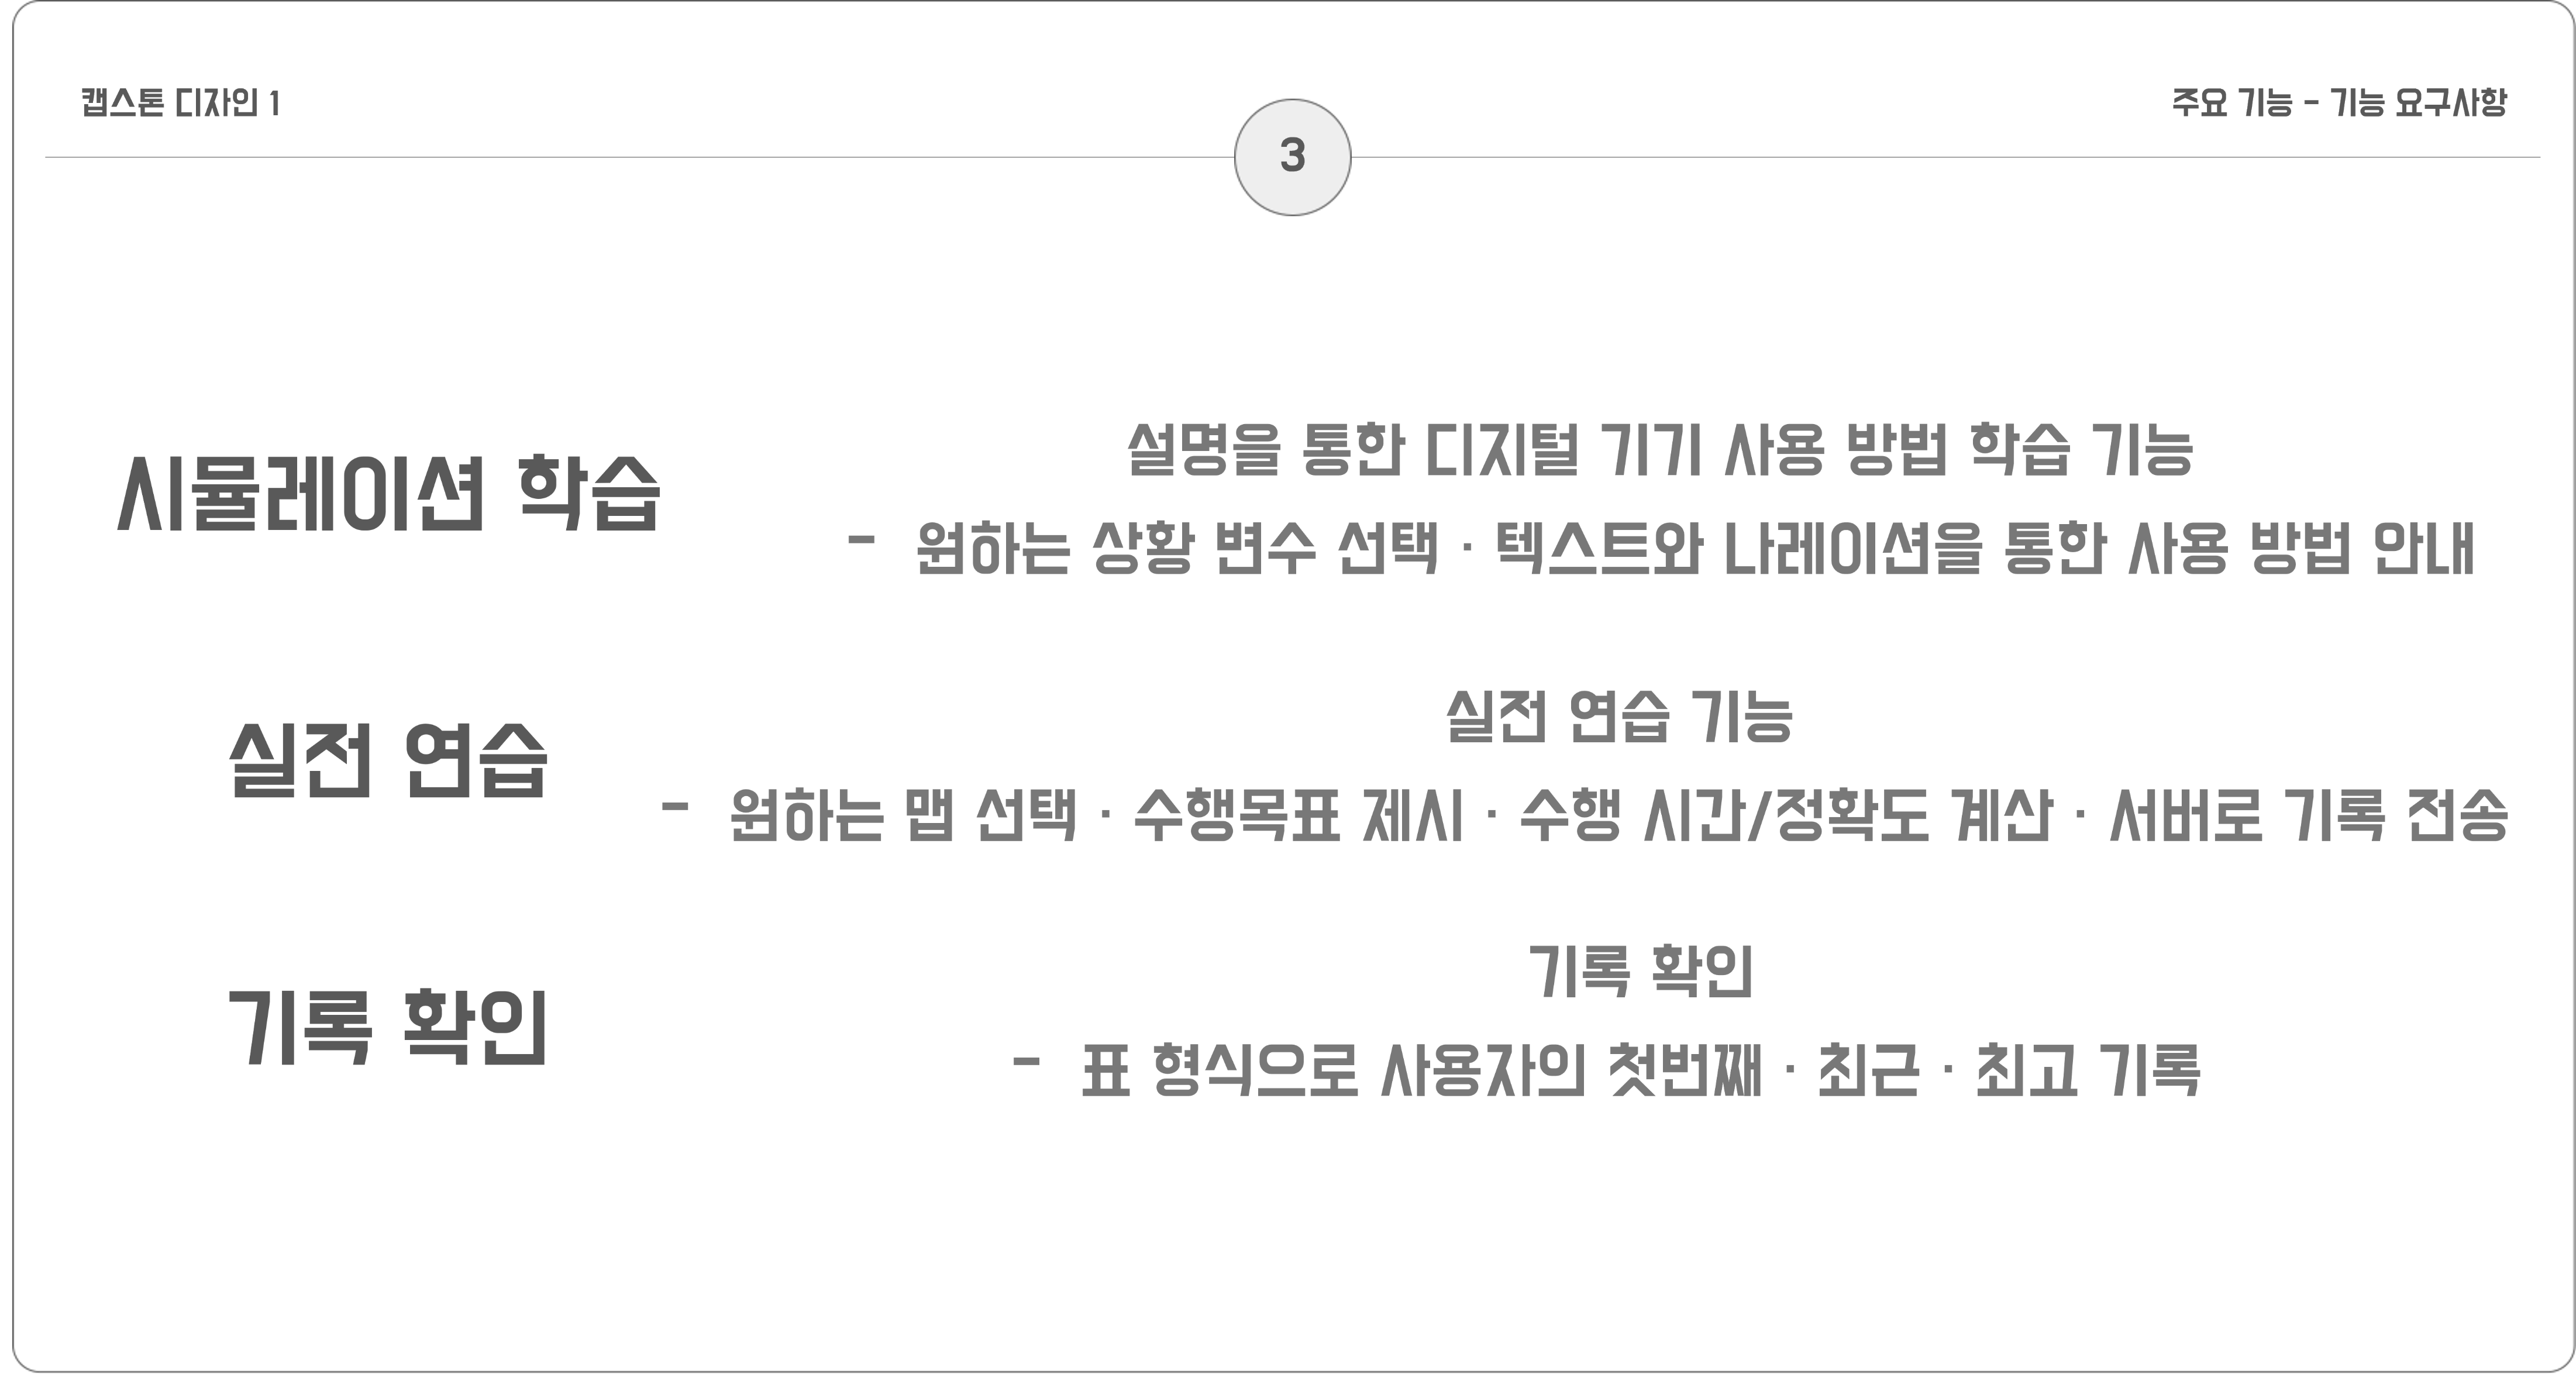 캡스톤 디자인 1
3
주요 기능 - 기능 요구사항
시뮬레이션 학습
설명을 통한 디지털 기기 사용 방법 학습 기능
- 원하는 상황 변수 선택 · 텍스트와 나레이션을 통한 사용 방법 안내
실전 연습
실전 연습 기능
- 원하는 맵 선택 · 수행목표 제시 · 수행 시간/정확도 계산 · 서버로 기록 전송
기록 확인
기록 확인
- 표 형식으로 사용자의 첫번째 · 최근 · 최고 기록